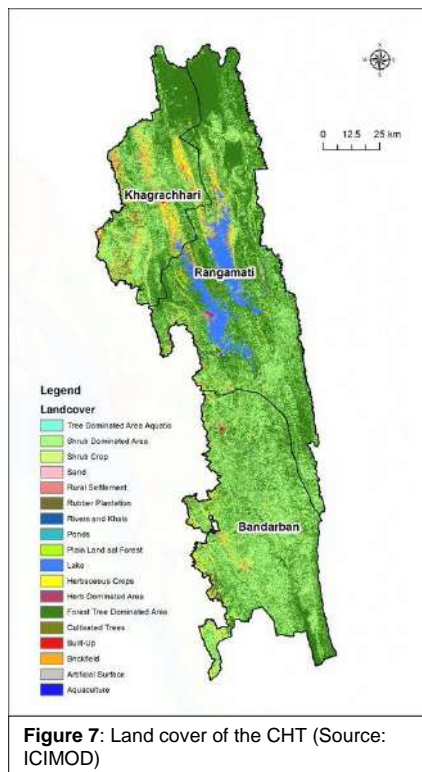 N
W E
S
0 12.5 25 km
Khagrachhari
Rangamati
Bandarban
Legend
Landcover
Tree Dominated Area Aquatic
Shrub Dominated Area
Shrub Crop
Sand
Rural Settlement
Rubber Plantation
Rivers and Khals
Ponds
Plain Land sal Forest
Lake
Herbaceous Crops
Herb Dominated Area
Forest Tree Dominated Area
Cultivated Trees
Built-Up
Brickfield
Artificial Surface
Aquaculture
Figure 7: Land cover of the CHT (Source:
ICIMOD)